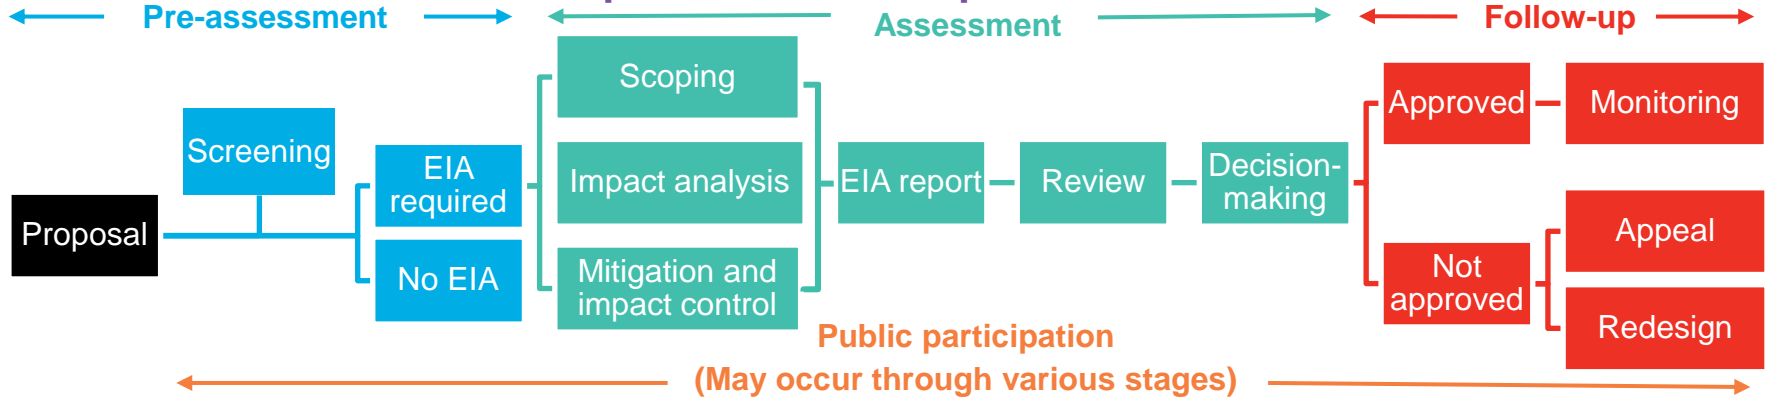 Pre-assessment
Assessment
Follow-up
Proposal
Screening
EIA
required
No EIA
Scoping
Impact analysis
Mitigation and
impact control
EIA report
Review
Decision-
making
Approved
Monitoring
Not
approved
Appeal
Redesign
Public participation
(May occur through various stages)